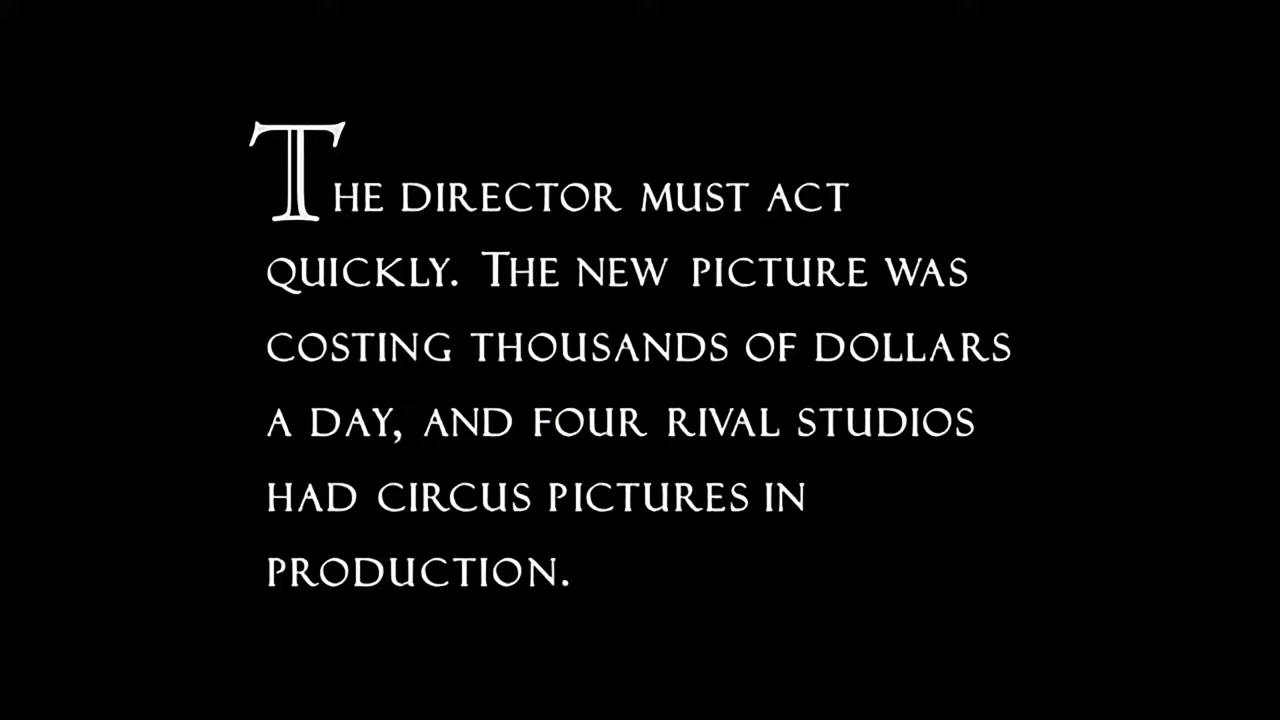 The director must act
quickly. The new picture was
costing thousands of dollars
a day, and four rival studios
had circus pictures in
production.